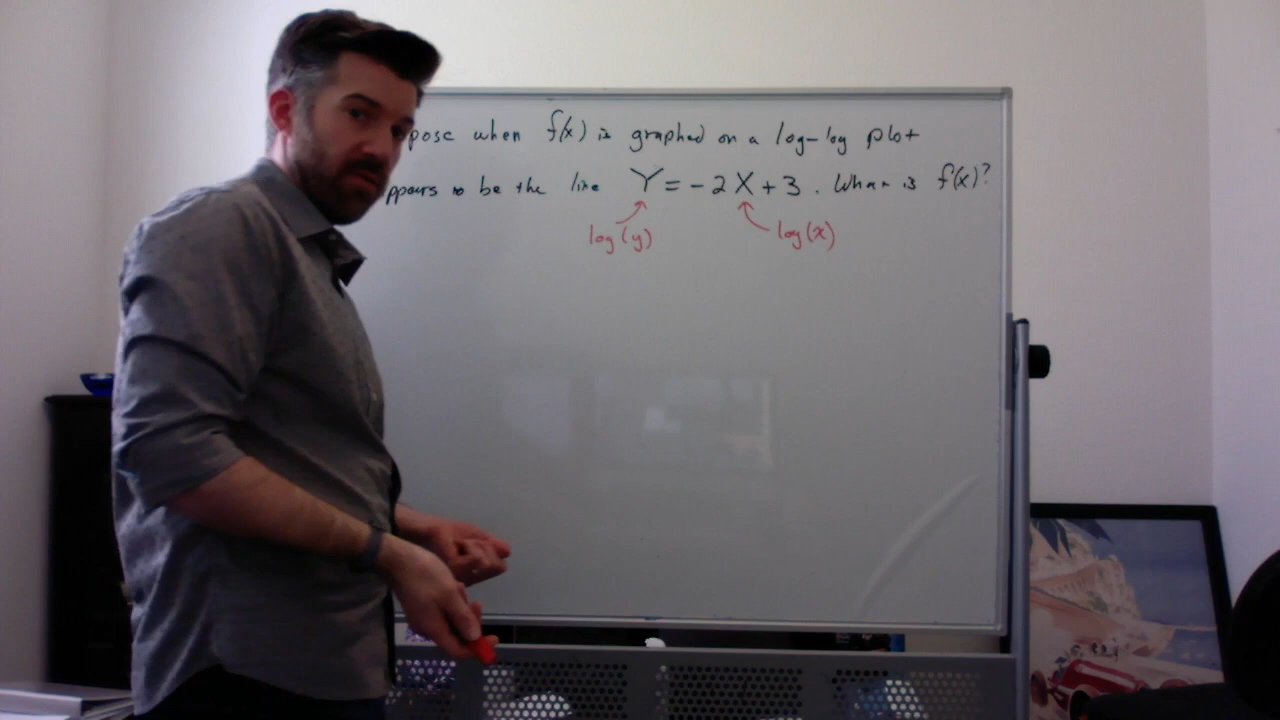 pose when f(x) is graphed on a log-log plot
ppears to be the line Y = -2X + 3. What is f(x)?
log(y) log(x)